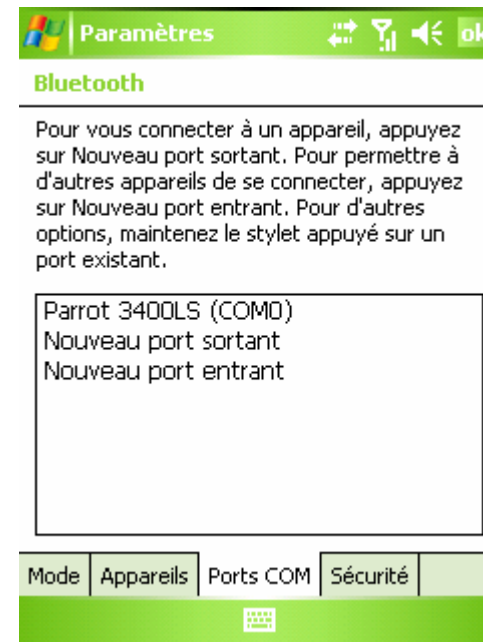 Paramètres ok
Bluetooth
Pour vous connecter à un appareil, appuyez
sur Nouveau port sortant. Pour permettre à
d'autres appareils de se connecter, appuyez
sur Nouveau port entrant. Pour d'autres
options, maintenez le stylet appuyé sur un
port existant.
Parrot 3400LS (COM0)
Nouveau port sortant
Nouveau port entrant
Mode Appareils Ports COM Sécurité